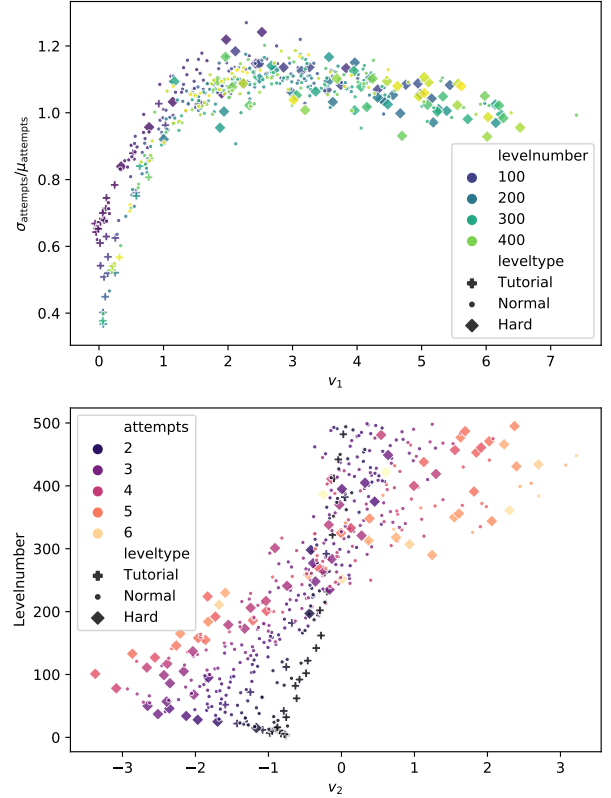 1.2
1.0
0.8
0.6
0.4
σattempts/μattempts
levelnumber
100
200
300
400
leveltype
Tutorial
Normal
Hard
0 1 2 3 4 5 6 7
v1
500
400
300
200
100
0
Levelnumber
attempts
2
3
4
5
6
leveltype
Tutorial
Normal
Hard
−3 −2 −1 0 1 2 3
v2